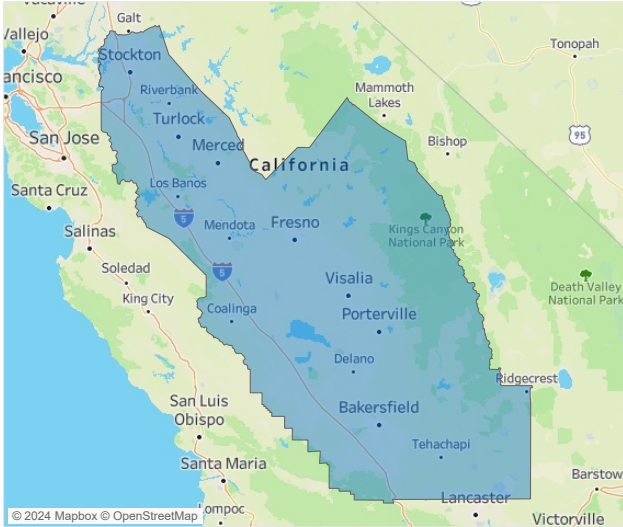 Vacaville
Galt
Vallejo
Stockton
Tonopah
ancisco
Riverbank
Mammoth
Lakes
Turlock
95
San Jose
Merced
Bishop
California
Los Banos
Santa Cruz
5
Mendota
Fresno
Kings Canyon
National Park
Salinas
Soledad
5
Visalia
Death Valley
National Park
King City
Coalinga
Porterville
Delano
Ridgecrest
San Luis
Obispo
Bakersfield
Tehachapi
Santa Maria
Barstow
Lancaster
Lompoc
© 2024 Mapbox © OpenStreetMap
Victorville